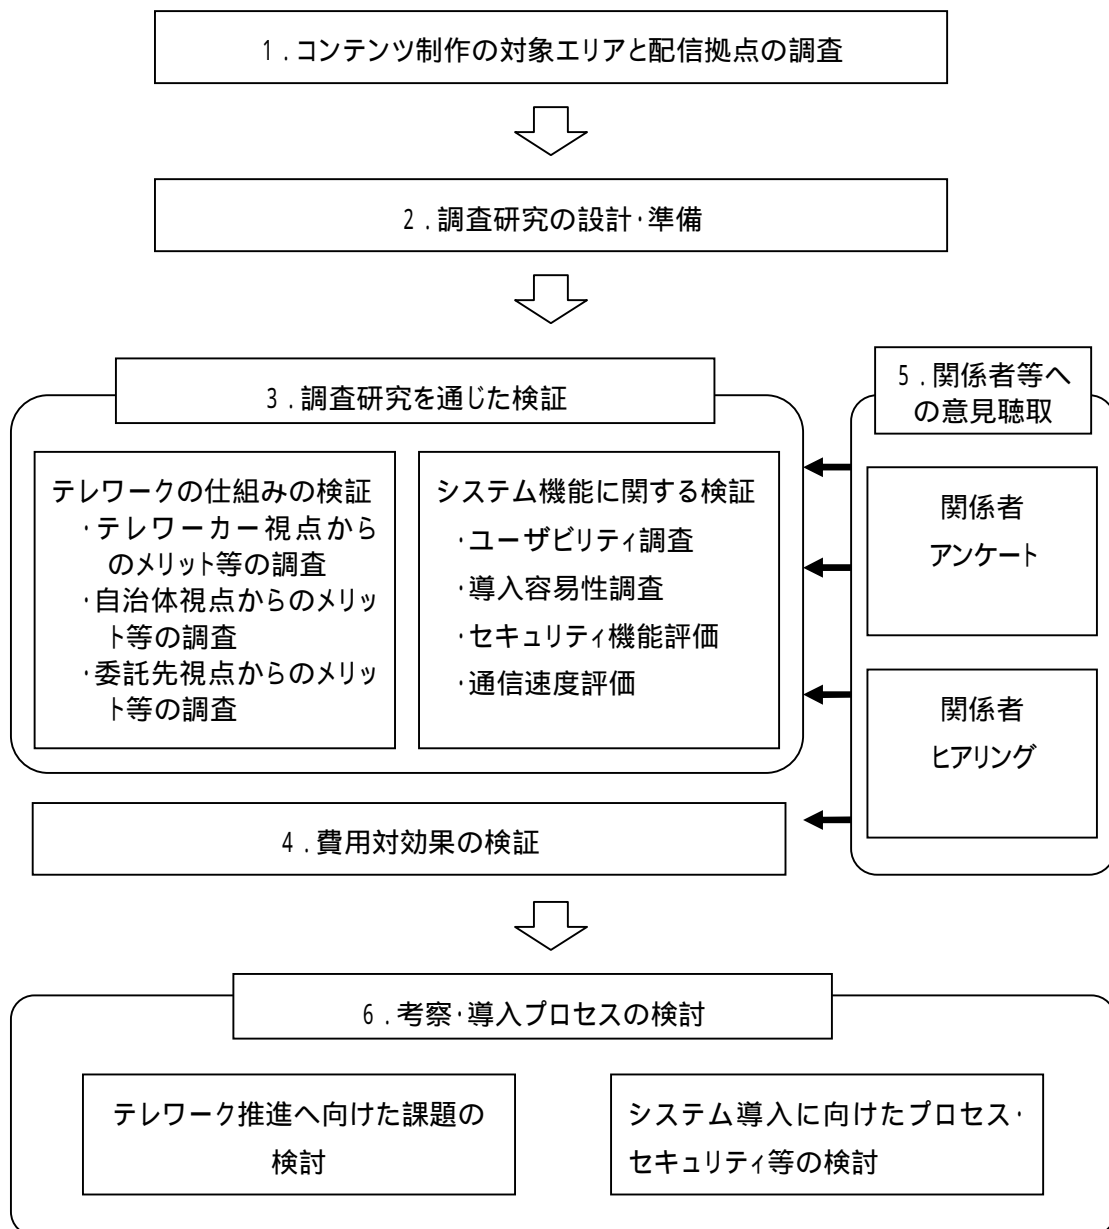 1．コンテンツ制作の対象エリアと配信拠点の調査
2．調査研究の設計・準備
3．調査研究を通じた検証
テレワークの仕組みの検証
・テレワーカー視点から
のメリット等の調査
・自治体視点からのメリッ
ト等の調査
・委託先視点からのメリッ
ト等の調査
システム機能に関する検証
・ユーザビリティ調査
・導入容易性調査
・セキュリティ機能評価
・通信速度評価
5．関係者等へ
の意見聴取
関係者
アンケート
関係者
ヒアリング
4．費用対効果の検証
6．考察・導入プロセスの検討
テレワーク推進へ向けた課題の
検討
システム導入に向けたプロセス・
セキュリティ等の検討